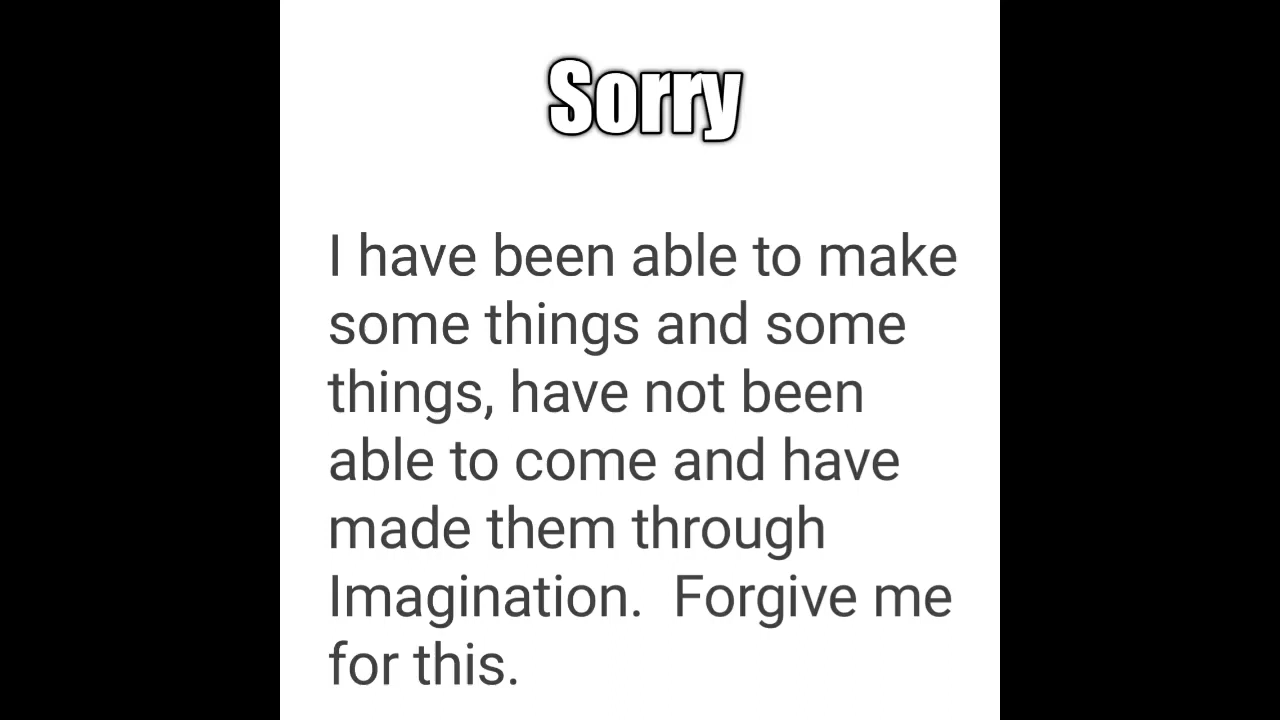 Sorry
I have been able to make
some things and some
things, have not been
able to come and have
made them through
Imagination.  Forgive me
for this.